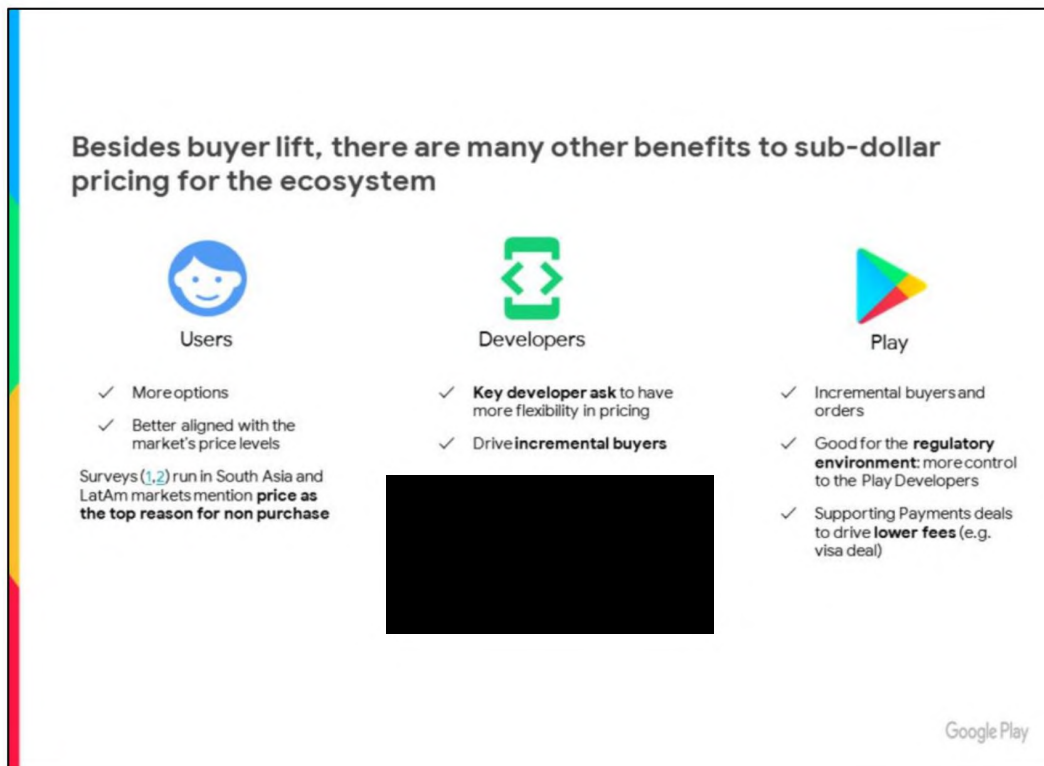 Besides buyer lift, there are many other benefits to sub-dollar
pricing for the ecosystem
Users
More options
Better aligned with the
market's price levels
Surveys (1,2) run in South Asia and
LatAm markets mention price as
the top reason for non purchase
Developers
Key developer ask to have
more flexibility in pricing
Drive incremental buyers
Play
Incremental buyers and
orders
Good for the regulatory
environment: more control
to the Play Developers
Supporting Payments deals
to drive lower fees (e.g.
visa deal)
Google Play